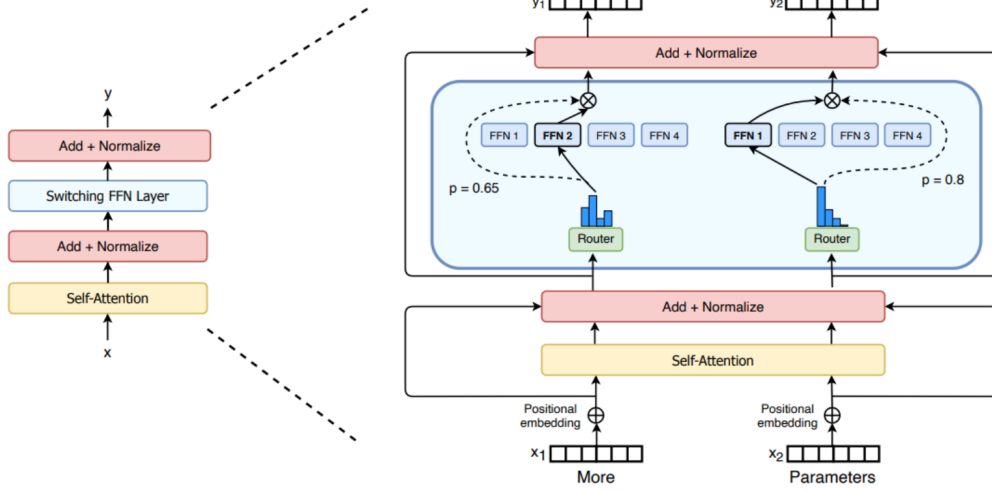 y
Add + Normalize
Switching FFN Layer
Add + Normalize
Self-Attention
x
y1 y2
Add + Normalize
FFN 1 FFN 2 FFN 3 FFN 4 FFN 1 FFN 2 FFN 3 FFN 4
p = 0.65 p = 0.8
Router Router
Add + Normalize
Self-Attention
Positional
embedding
Positional
embedding
x1 x2
More Parameters